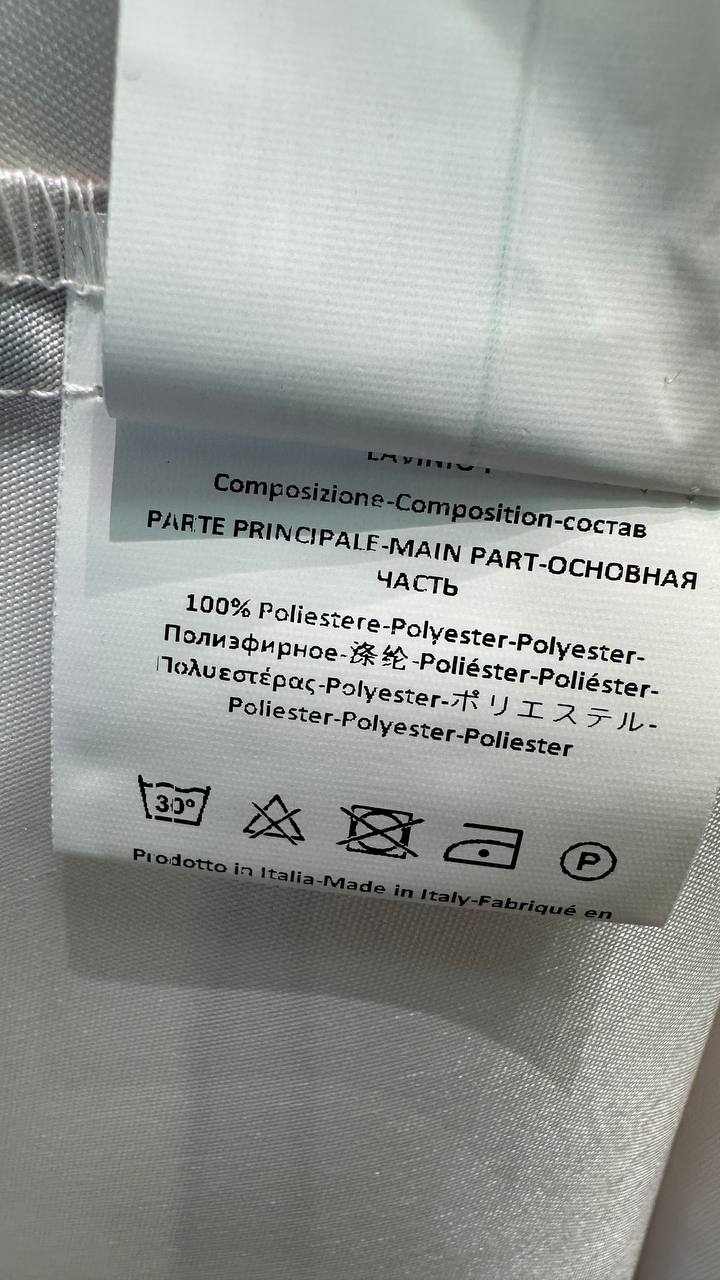 Composizione-Composition-состав
PARTE PRINCIPALE-MAIN PART-ОСНОВНАЯ
ЧАСТЬ
100% Poliestere-Polyester-Polyester-
Полиэфирное-涤纶-Poliéster-Poliéster-
Πολυεστέρας-Polyester-ポリエステル-
Poliester-Polyester-Poliester
30° P
Prodotto in Italia-Made in Italy-Fabriqué en